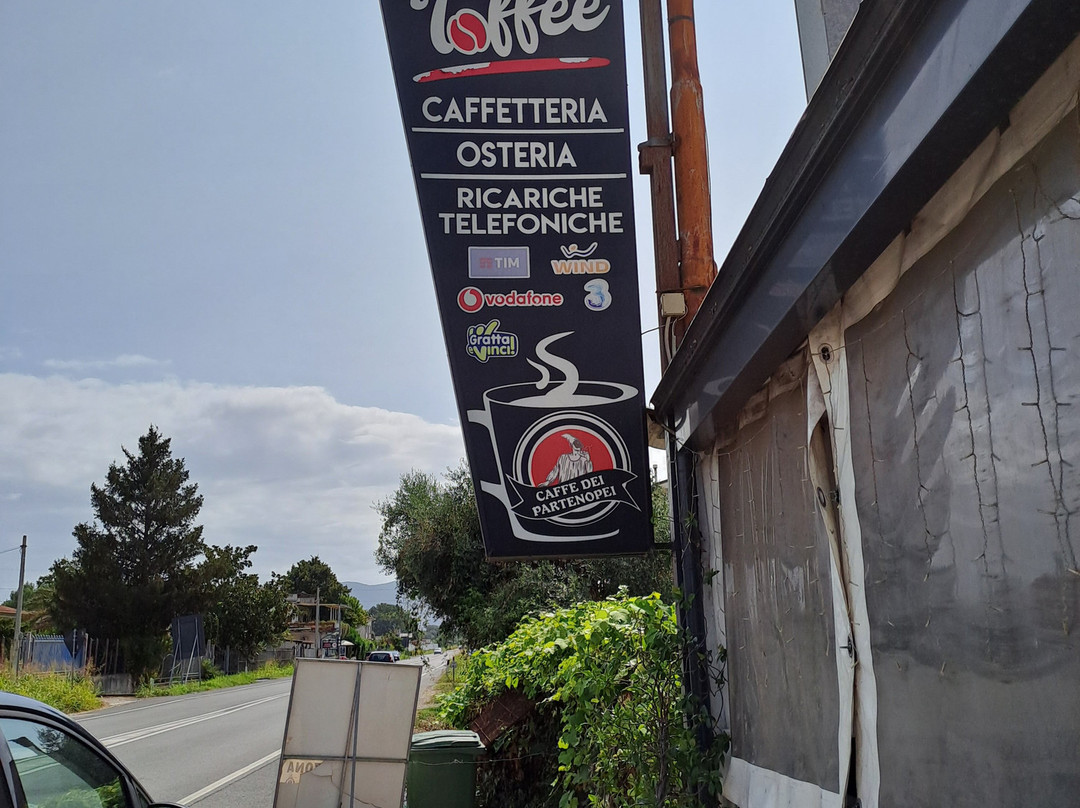 Toffee
CAFFETTERIA
OSTERIA
RICARICHE
TELEFONICHE
TIM
WIND
vodafone
3
Gratta
Vinci!
CAFFE DEI
PARTENOPEI